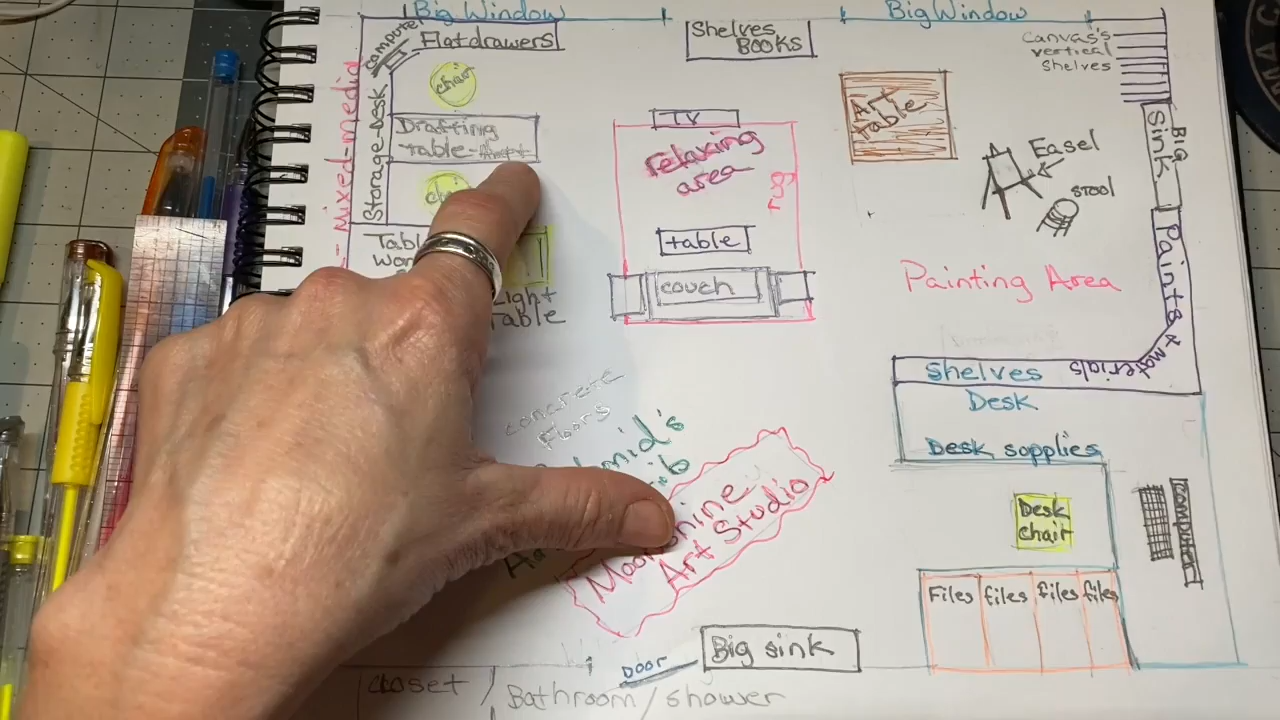 Big Window
Big Window
computer
Flatdrawers
Shelves
BOOKS
Canvas's
vertical
shelves
Mixed-media
Storage-Desk
chair
Drafting
table-
TV
relaxing
area
rug
table
couch
Art
table
Easel
stool
Big
Sink
Paints & materials
Painting Area
Light
Table
concrete
Floors
Shelves
Desk
Desk supplies
Desk
chair
computer
Files files files files
Moonshine
Art Studio
Big sink
DOOR
closet / Bathroom / shower